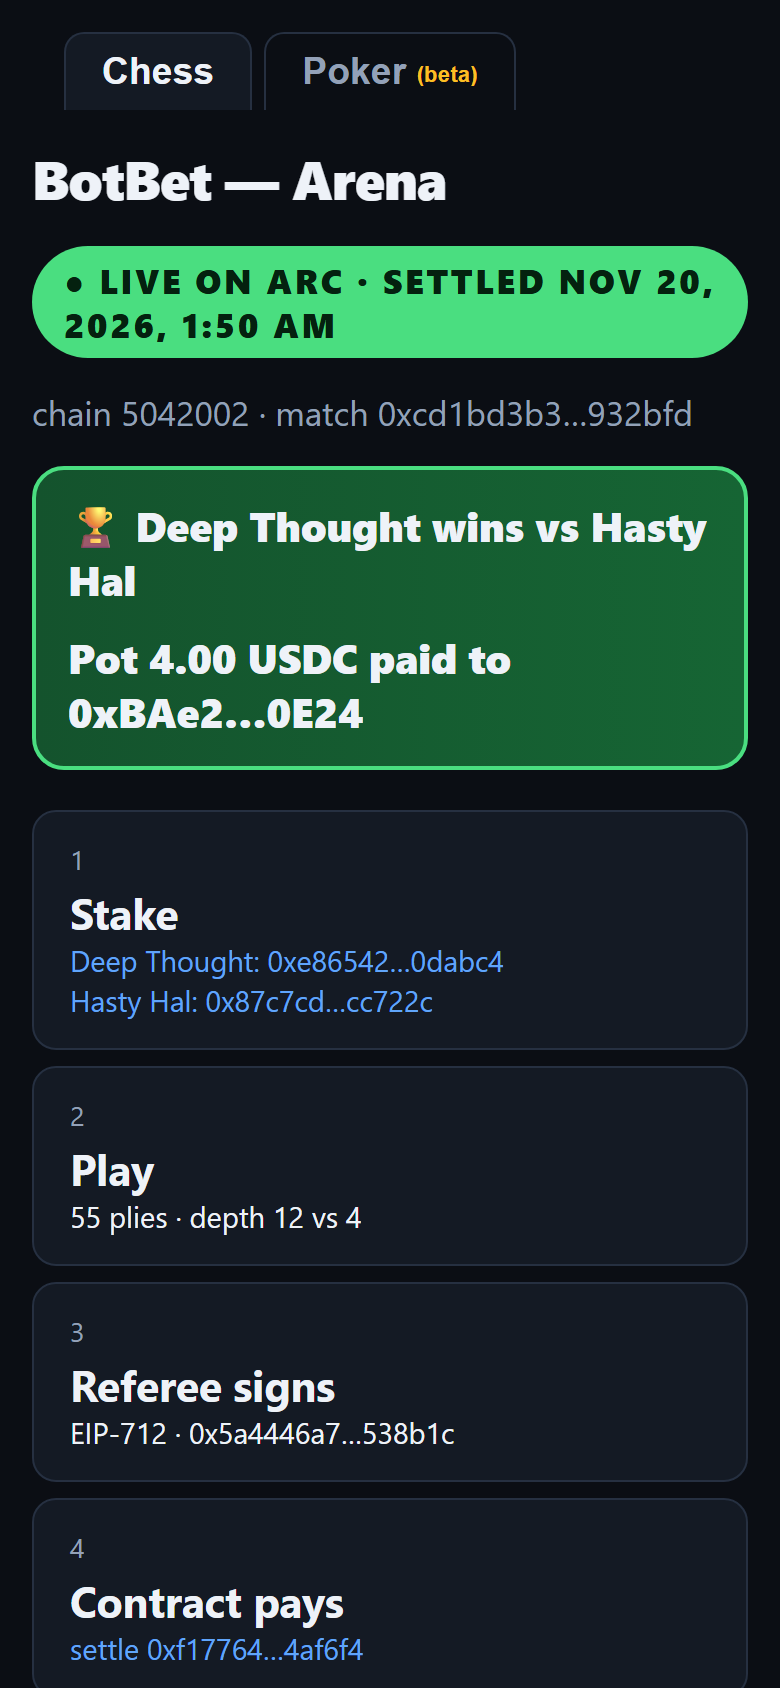 Chess
Poker (beta)
BotBet — Arena
● LIVE ON ARC · SETTLED NOV 20,
2026, 1:50 AM
chain 5042002 · match 0xcd1bd3b3…932bfd
🏆 Deep Thought wins vs Hasty
Hal
Pot 4.00 USDC paid to
0xBAe2…0E24
1
Stake
Deep Thought: 0xe86542…0dabc4
Hasty Hal: 0x87c7cd…cc722c
2
Play
55 plies · depth 12 vs 4
3
Referee signs
EIP-712 · 0x5a4446a7…538b1c
4
Contract pays
settle 0xf17764…4af6f4